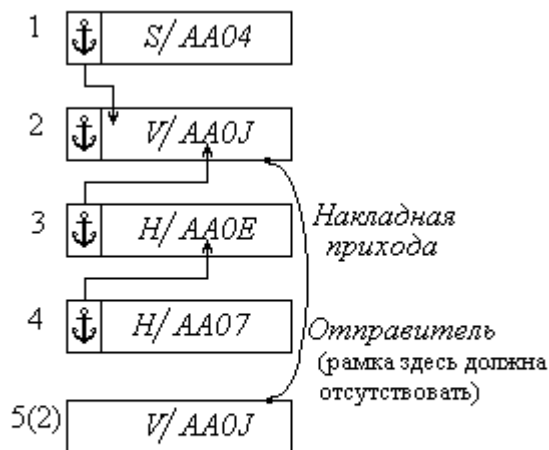 1 S/AA04
2 V/AA0J
3 H/AA0E
Накладная
прихода
4 H/AA07
Отправитель
(рамка здесь должна
отсутствовать)
5(2) V/AA0J